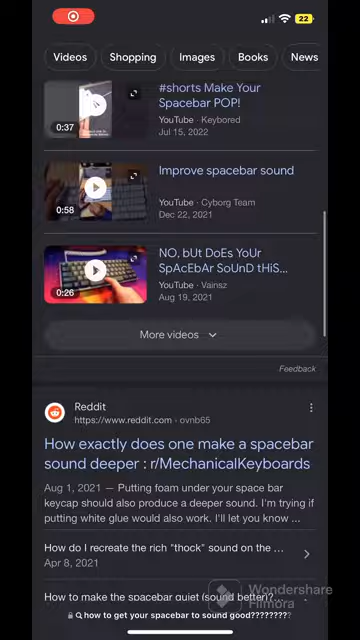 22
Videos
Shopping
Images
Books
News
#shorts Make Your
Spacebar POP!
YouTube · Keybored
Jul 15, 2022
0:37
Improve spacebar sound
YouTube · Cyborg Team
Dec 22, 2021
0:58
NO, bUt DoEs YoUr
SpAcEbAr SoUnD tHiS...
YouTube · Vainsz
Aug 19, 2021
0:26
More videos
Feedback
Reddit
https://www.reddit.com › ovnb65
How exactly does one make a spacebar
sound deeper : r/MechanicalKeyboards
Aug 1, 2021 — Putting foam under your space bar
keycap should also produce a deeper sound. I'm trying if
putting white glue would also work. I'll let you know ...
How do I recreate the rich "thock" sound on the ...
Apr 8, 2021
How to make the spacebar quiet (sound better)?
Wondershare
Filmora
how to get your spacebar to sound good????????